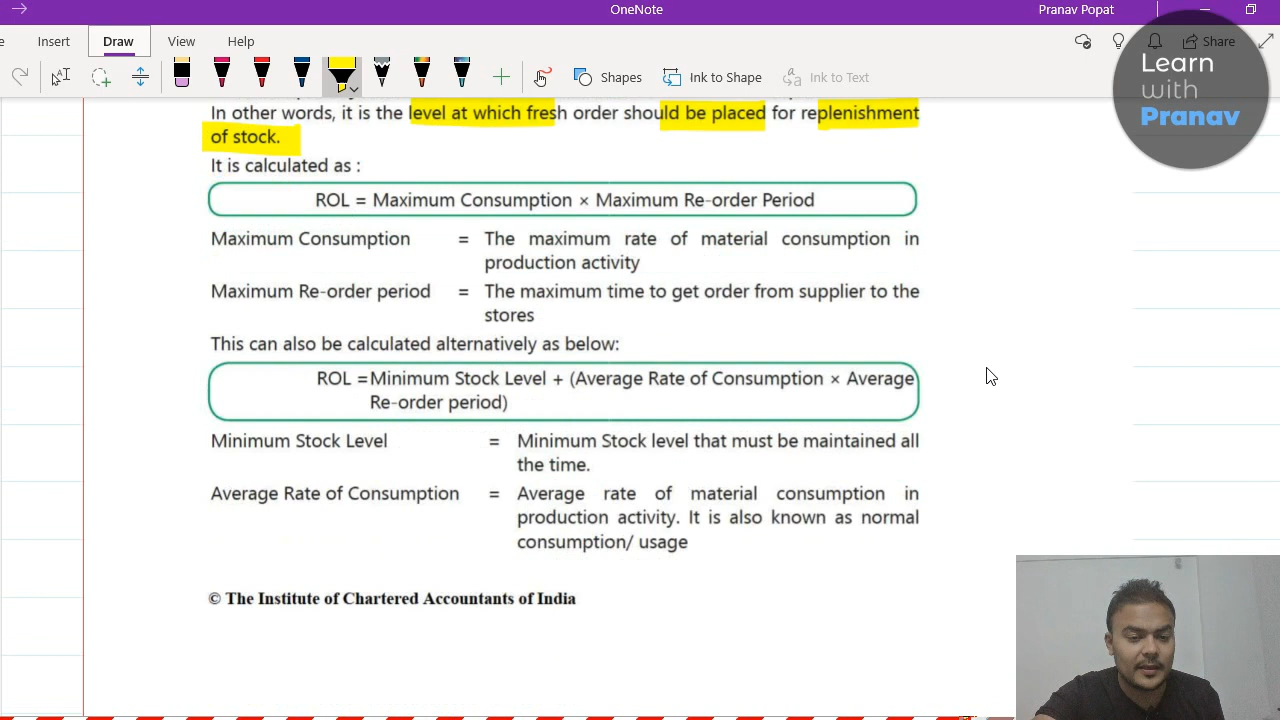 OneNote
Pranav Popat
Insert
Draw
View
Help
Share
Shapes
Ink to Shape
Ink to Text
Learn
with
Pranav
In other words, it is the level at which fresh order should be placed for replenishment
of stock.
It is calculated as :
ROL = Maximum Consumption × Maximum Re-order Period
Maximum Consumption = The maximum rate of material consumption in
production activity
Maximum Re-order period = The maximum time to get order from supplier to the
stores
This can also be calculated alternatively as below:
ROL = Minimum Stock Level + (Average Rate of Consumption × Average
Re-order period)
Minimum Stock Level = Minimum Stock level that must be maintained all
the time.
Average Rate of Consumption = Average rate of material consumption in
production activity. It is also known as normal
consumption/ usage
© The Institute of Chartered Accountants of India